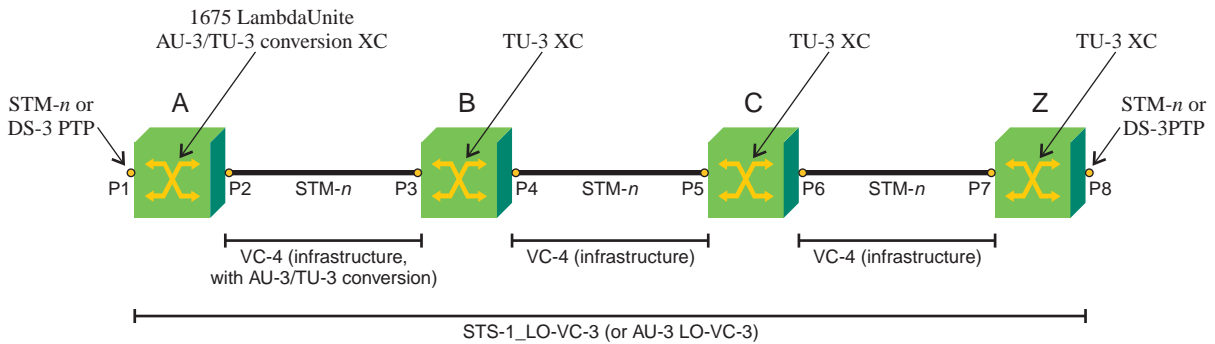 1675 LambdaUnite
AU-3/TU-3 conversion XC
TU-3 XC
TU-3 XC
TU-3 XC
STM-n or
DS-3 PTP
A
B
C
Z
STM-n or
DS-3PTP
P1
P2
STM-n
P3
P4
STM-n
P5
P6
STM-n
P7
P8
VC-4 (infrastructure,
with AU-3/TU-3 conversion)
VC-4 (infrastructure)
VC-4 (infrastructure)
STS-1_LO-VC-3 (or AU-3 LO-VC-3)